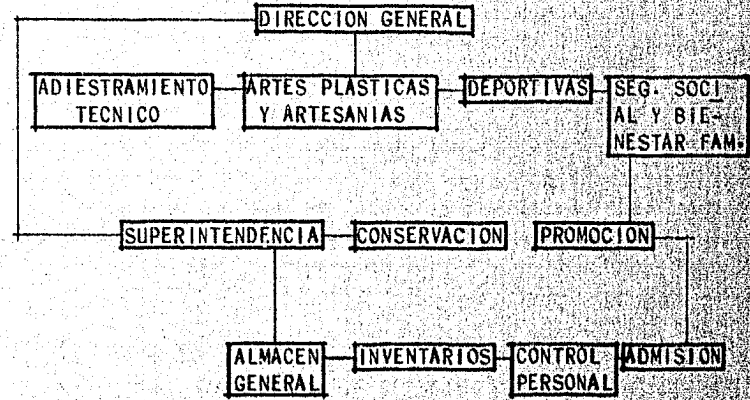 DIRECCION GENERAL
ADIESTRAMIENTO
TECNICO
ARTES PLASTICAS
Y ARTESANIAS
DEPORTIVAS
SEG. SOCI-
AL Y BIE-
NESTAR FAM.
SUPERINTENDENCIA
CONSERVACION
PROMOCION
ALMACEN
GENERAL
INVENTARIOS
CONTROL
PERSONAL
ADMISION